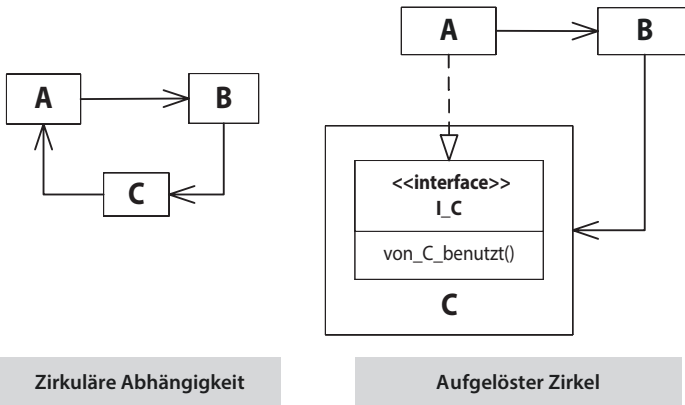 A
B
C
Zirkuläre Abhängigkeit
A
B
<<interface>>
I_C
von_C_benutzt()
C
Aufgelöster Zirkel